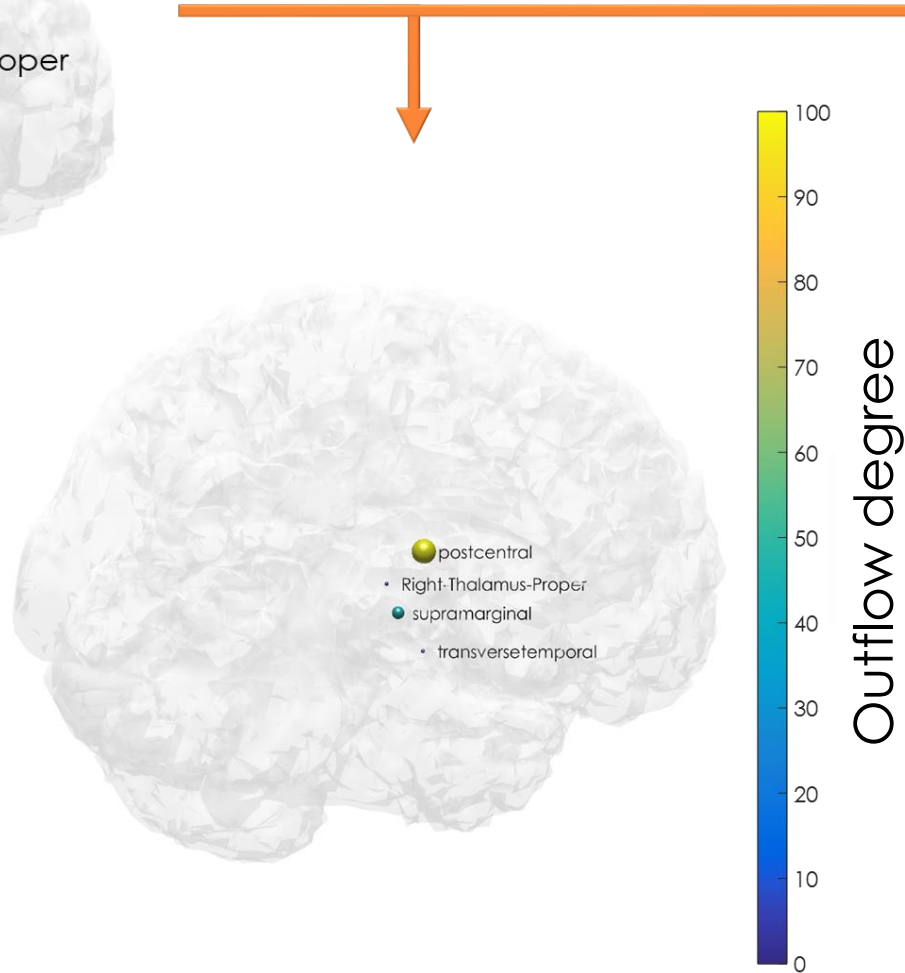 oper
100
90
80
70
60
50
40
30
20
10
0
Outflow degree
postcentral
Right-Thalamus-Proper
supramarginal
transversetemporal